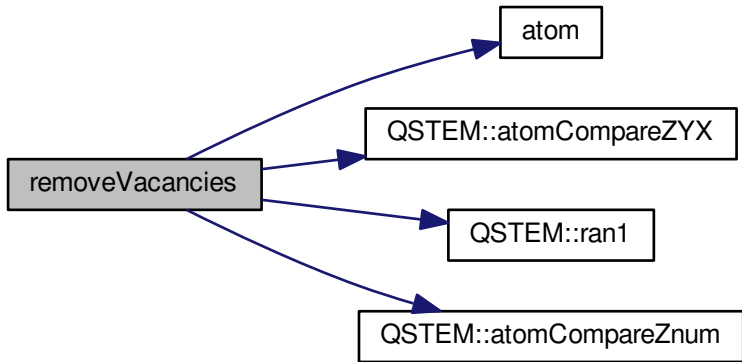 atom
QSTEM::atomCompareZYX
removeVacancies
QSTEM::ran1
QSTEM::atomCompareZnum